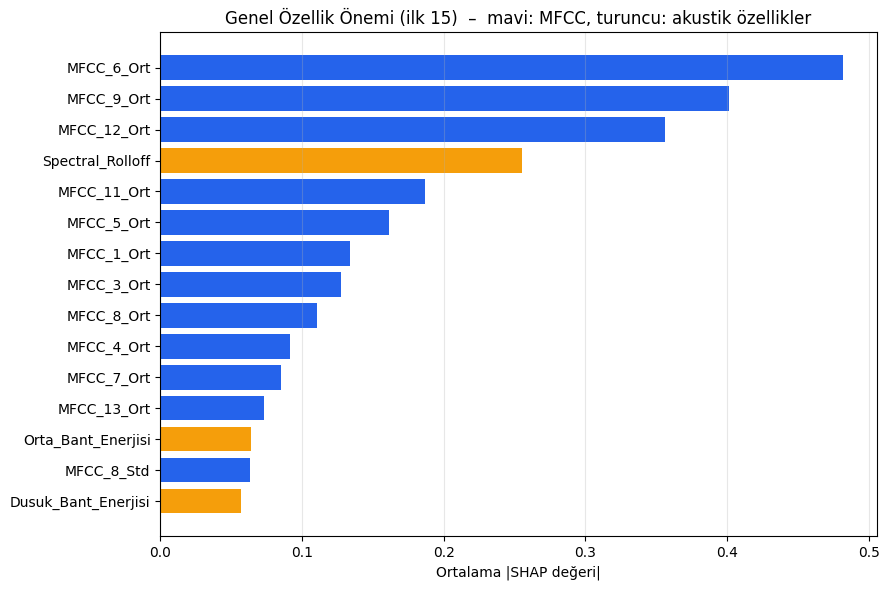 Genel Özellik Önemi (ilk 15)  –  mavi: MFCC, turuncu: akustik özellikler
MFCC_6_Ort
MFCC_9_Ort
MFCC_12_Ort
Spectral_Rolloff
MFCC_11_Ort
MFCC_5_Ort
MFCC_1_Ort
MFCC_3_Ort
MFCC_8_Ort
MFCC_4_Ort
MFCC_7_Ort
MFCC_13_Ort
Orta_Bant_Enerjisi
MFCC_8_Std
Dusuk_Bant_Enerjisi
0.0 0.1 0.2 0.3 0.4 0.5
Ortalama |SHAP değeri|